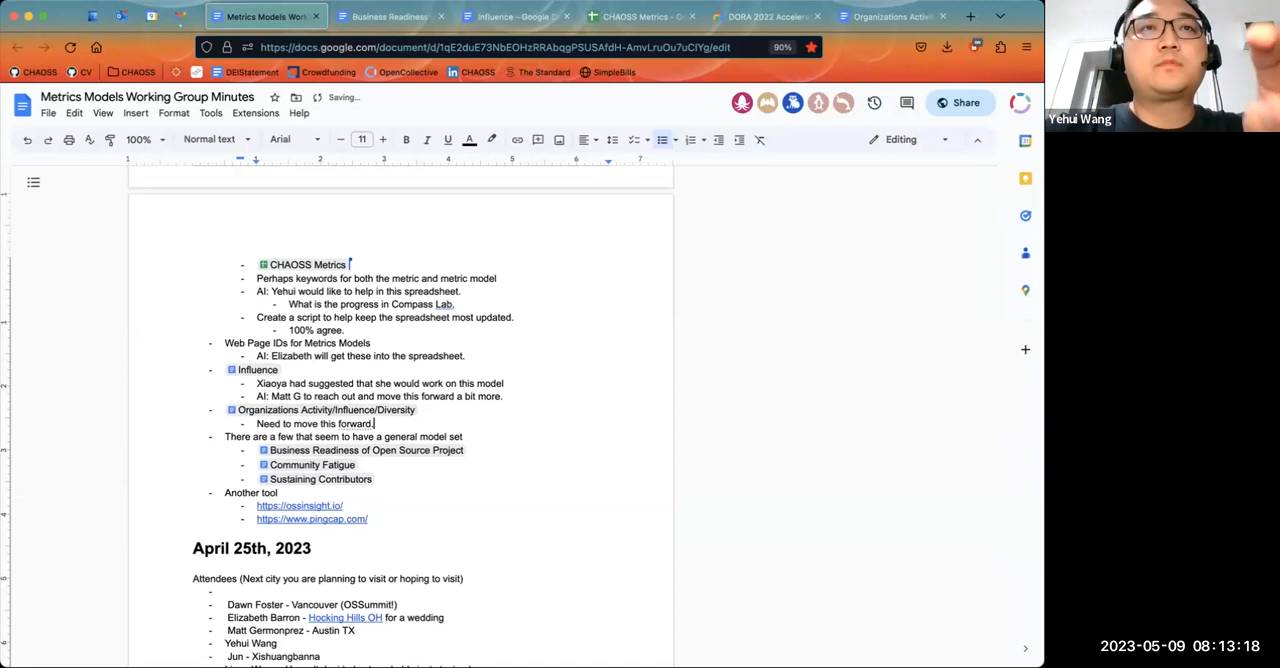 Metrics Models Work
Business Readiness
Influence – Google D
CHAOSS Metrics - G
DORA 2022 Acceler
Organizations Activi
https://docs.google.com/document/d/1qE2duE73NbEOHzRRAbqgPSUSAfdH-AmvLruOu7uCIYg/edit
90%
CHAOSS
CV
CHAOSS
DEIStatement
Crowdfunding
OpenCollective
CHAOSS
The Standard
SimpleBills
Metrics Models Working Group Minutes
Saving...
File Edit View Insert Format Tools Extensions Help
Share
100% Normal text Arial 11 Editing
1 1 2 3 4 5 6 7
- CHAOSS Metrics
- Perhaps keywords for both the metric and metric model
- AI: Yehui would like to help in this spreadsheet.
- What is the progress in Compass Lab.
- Create a script to help keep the spreadsheet most updated.
- 100% agree.
- Web Page IDs for Metrics Models
- AI: Elizabeth will get these into the spreadsheet.
- Influence
- Xiaoya had suggested that she would work on this model
- AI: Matt G to reach out and move this forward a bit more.
- Organizations Activity/Influence/Diversity
- Need to move this forward.
- There are a few that seem to have a general model set
- Business Readiness of Open Source Project
- Community Fatigue
- Sustaining Contributors
- Another tool
- https://ossinsight.io/
- https://www.pingcap.com/
April 25th, 2023
Attendees (Next city you are planning to visit or hoping to visit)
-
- Dawn Foster - Vancouver (OSSummit!)
- Elizabeth Barron - Hocking Hills OH for a wedding
- Matt Germonprez - Austin TX
- Yehui Wang
- Jun - Xishuangbanna
Yehui Wang
2023-05-09 08:13:18